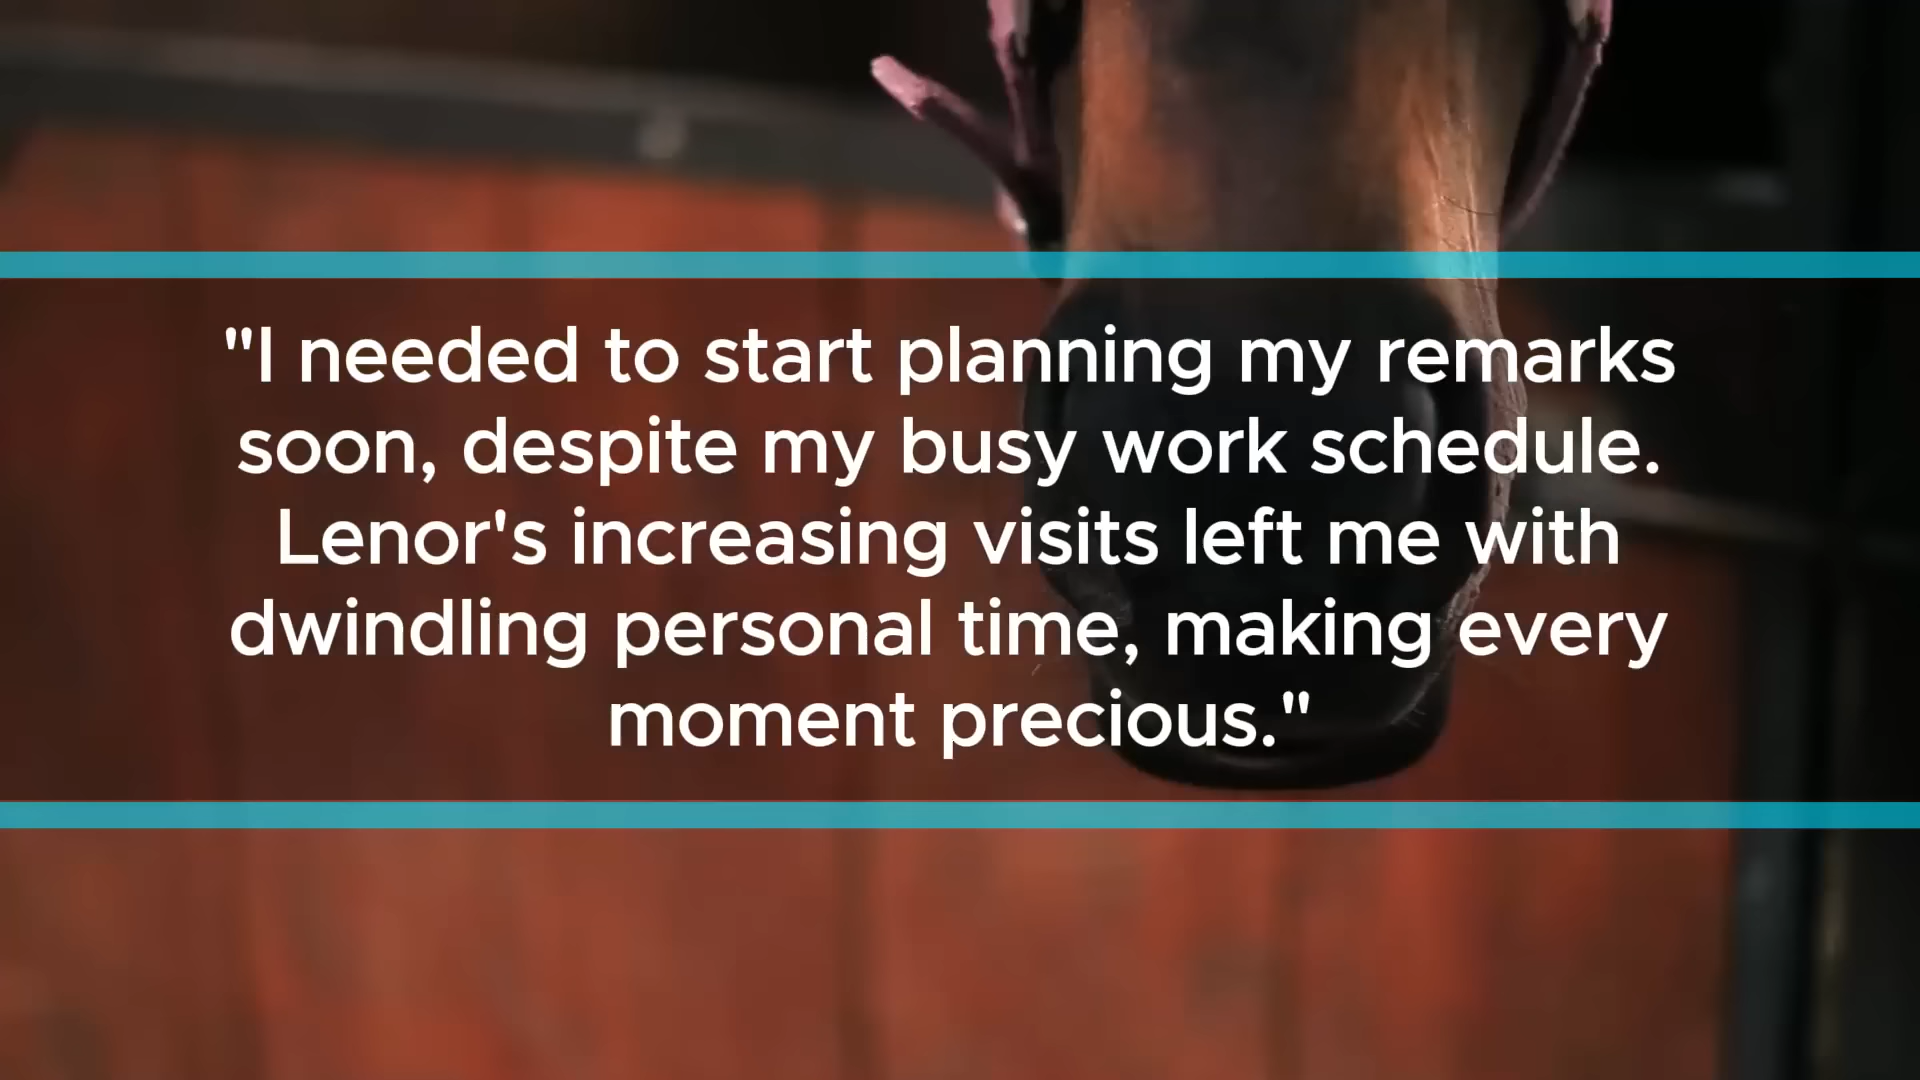 "I needed to start planning my remarks
soon, despite my busy work schedule.
Lenor's increasing visits left me with
dwindling personal time, making every
moment precious."